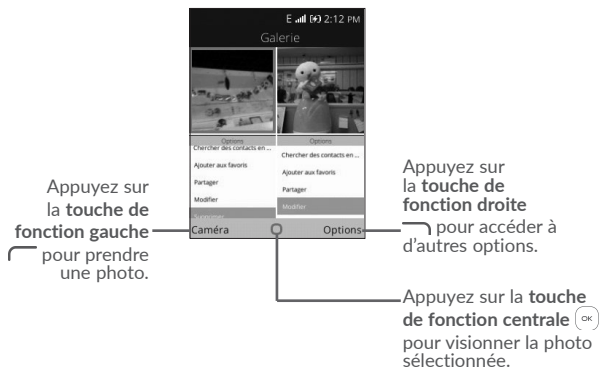 E 2:12 PM
Galerie
Options
Chercher des contacts en ...
Ajouter aux favoris
Partager
Modifier
Supprimer
Options
Chercher des contacts en ...
Ajouter aux favoris
Partager
Modifier
Caméra
Options
Appuyez sur
la touche de
fonction gauche
pour prendre
une photo.
Appuyez sur
la touche de
fonction droite
pour accéder à
d’autres options.
Appuyez sur la touche
de fonction centrale OK
pour visionner la photo
sélectionnée.